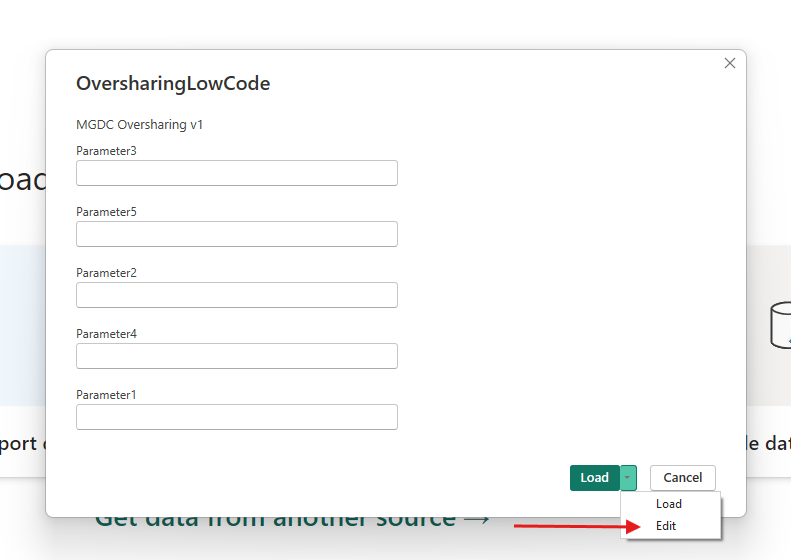 OversharingLowCode
MGDC Oversharing v1
Parameter3
oad
Parameter5
Parameter2
Parameter4
Parameter1
port
le dat
Load
Cancel
Load
Get data from another source →
Edit